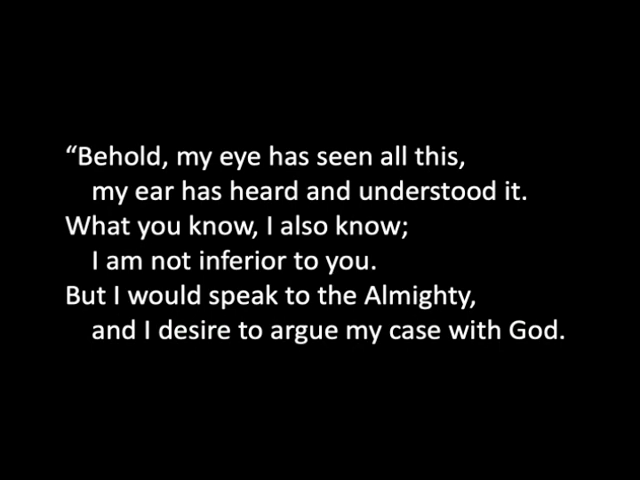 “Behold, my eye has seen all this,
my ear has heard and understood it.
What you know, I also know;
I am not inferior to you.
But I would speak to the Almighty,
and I desire to argue my case with God.